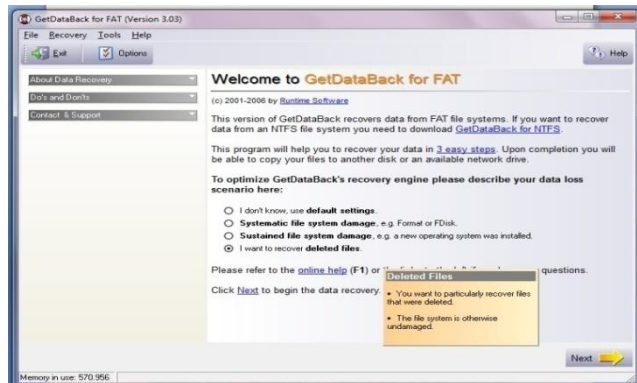 GetDataBack for FAT (Version 3.03)
File Recovery Tools Help
Exit Options Help
About Data Recovery
Do's and Don'ts
Contact & Support
Welcome to GetDataBack for FAT
(c) 2001-2006 by Runtime Software
This version of GetDataBack recovers data from FAT file systems. If you want to recover
data from an NTFS file system you need to download GetDataBack for NTFS.
This program will help you to recover your data in 3 easy steps. Upon completion you will
be able to copy your files to another disk or an available network drive.
To optimize GetDataBack's recovery engine please describe your data loss
scenario here:
I don't know, use default settings.
Systematic file system damage, e.g. Format or FDisk.
Sustained file system damage, e.g. a new operating system was installed.
I want to recover deleted files.
Please refer to the online help (F1) or questions.
Click Next to begin the data recovery.
Deleted Files
• You want to particularly recover files
that were deleted.
• The file system is otherwise
undamaged.
Next
Memory in use: 570.956